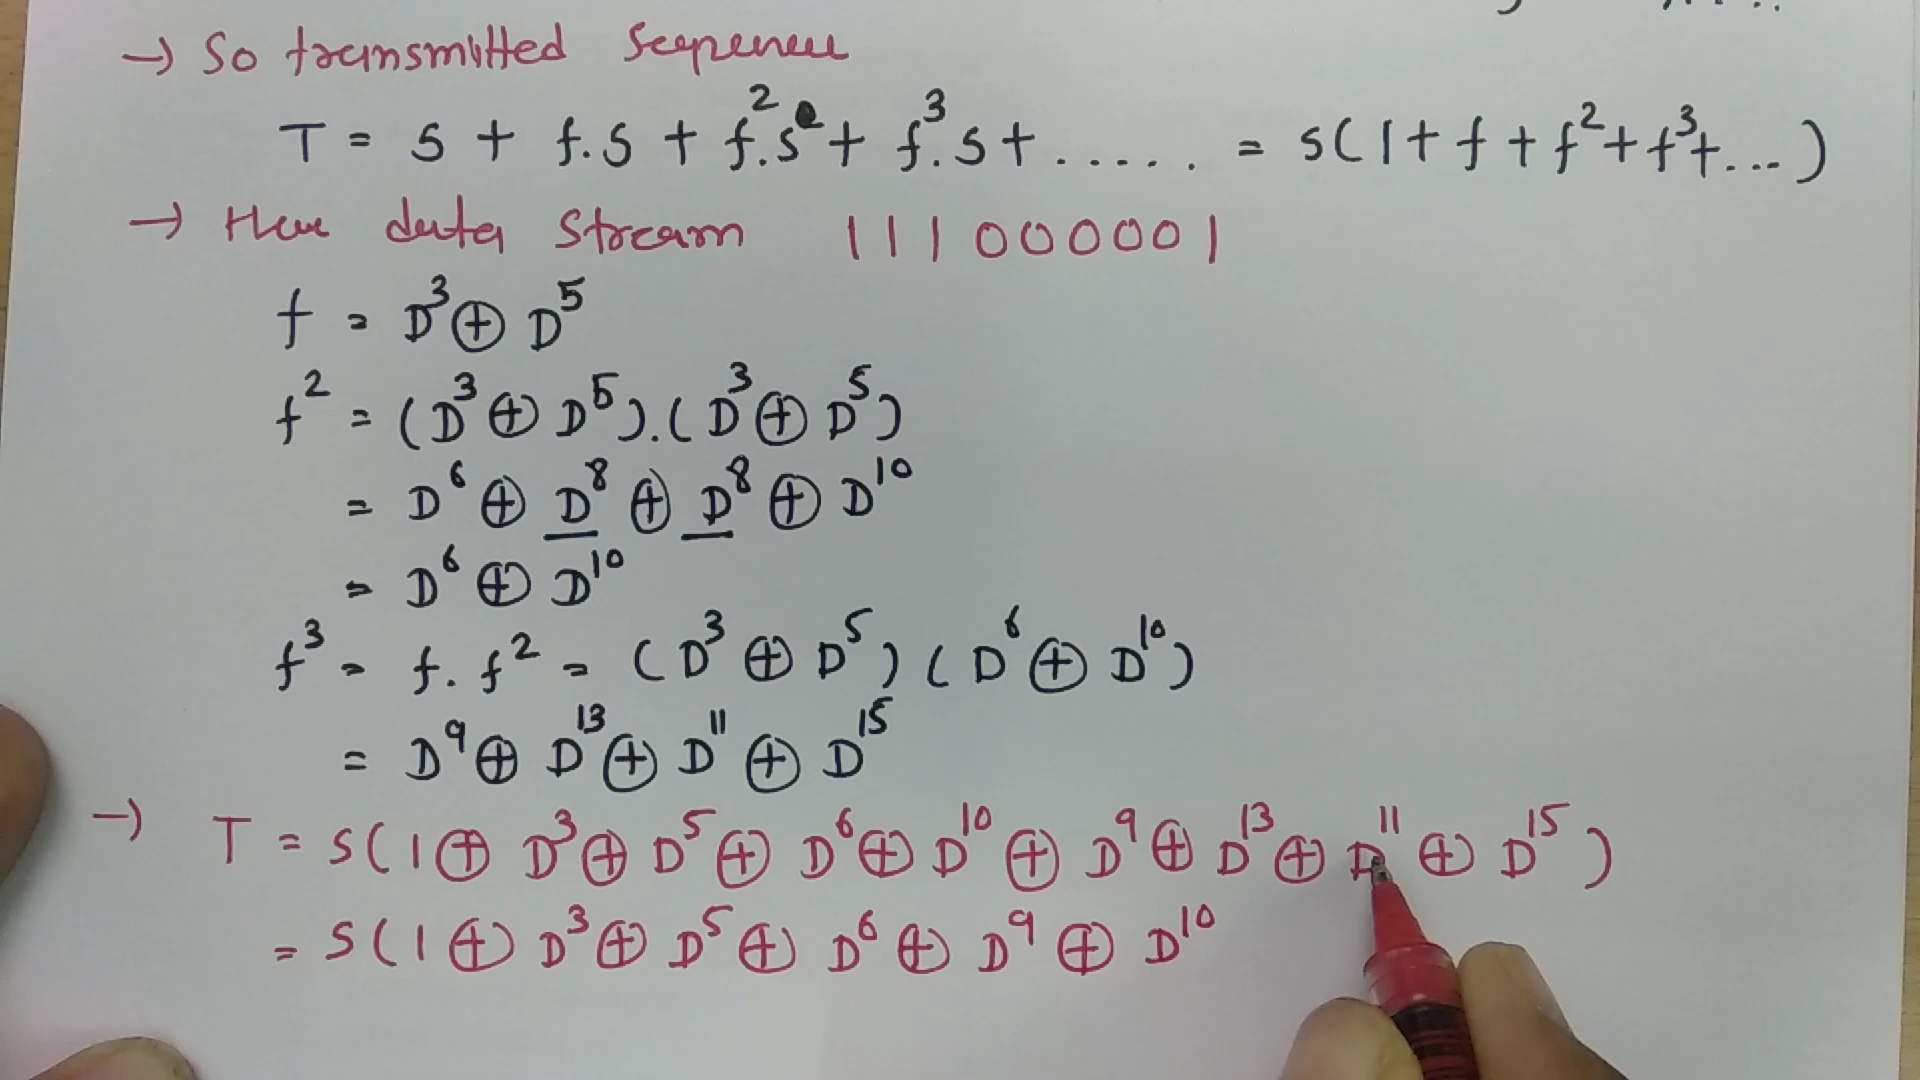 → So transmitted Sequence
T = S + f.S + f².S + f³.S + ...... = S(1 + f + f² + f³ + ...)
→ Here data Stream 111000001
f = D³ ⊕ D⁵
f² = (D³ ⊕ D⁵).(D³ ⊕ D⁵)
= D⁶ ⊕ D⁸ ⊕ D⁸ ⊕ D¹⁰
= D⁶ ⊕ D¹⁰
f³ = f.f² = (D³ ⊕ D⁵)(D⁶ ⊕ D¹⁰)
= D⁹ ⊕ D¹³ ⊕ D¹¹ ⊕ D¹⁵
→ T = S(1 ⊕ D³ ⊕ D⁵ ⊕ D⁶ ⊕ D¹⁰ ⊕ D⁹ ⊕ D¹³ ⊕ D¹¹ ⊕ D¹⁵)
= S(1 ⊕ D³ ⊕ D⁵ ⊕ D⁶ ⊕ D⁹ ⊕ D¹⁰